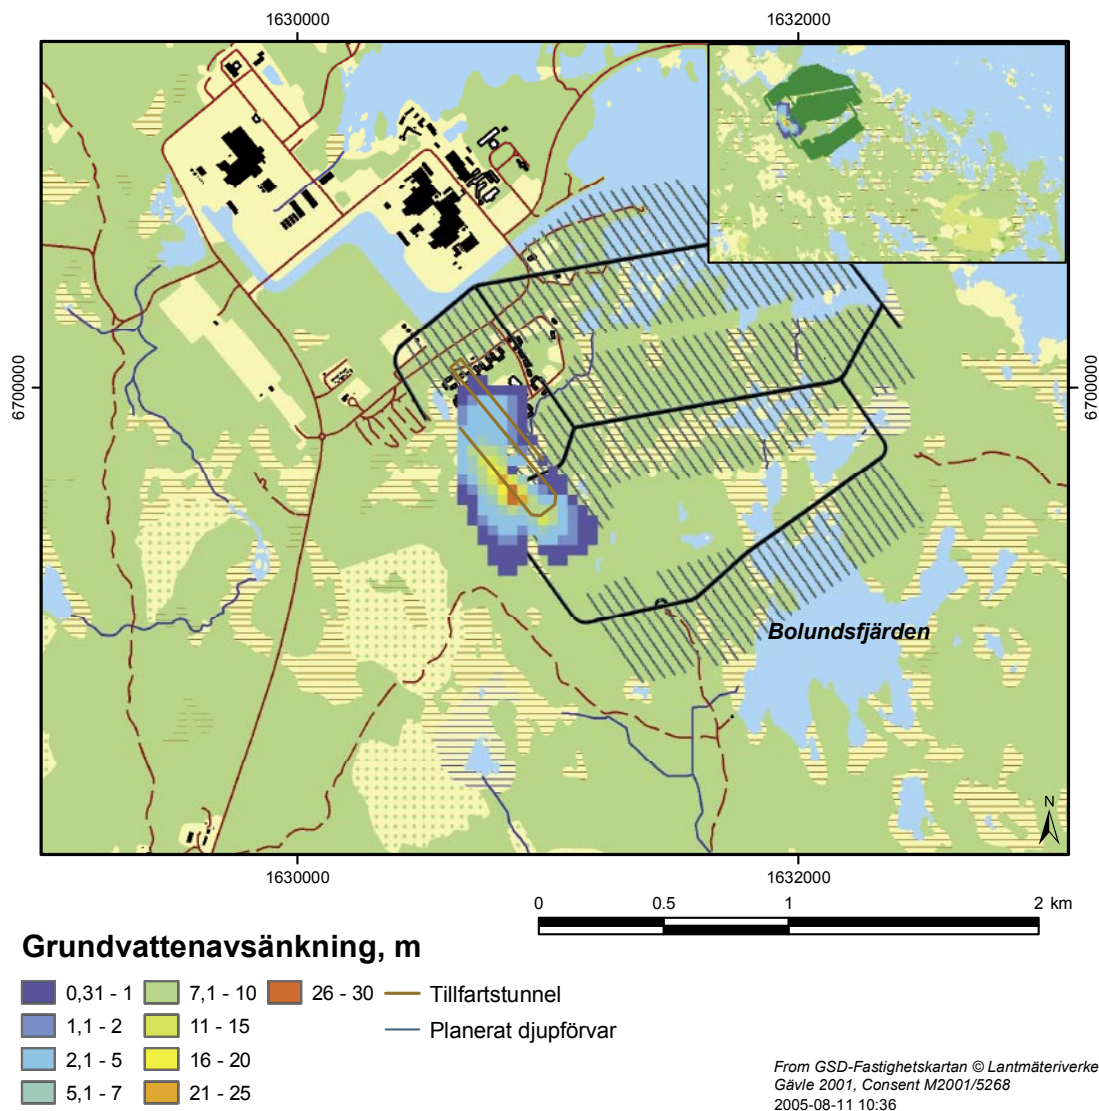 1630000 1632000
6700000 6700000
Bolundsfjärden
N
1630000 1632000
0 0.5 1 2 km
Grundvattenavsänkning, m
0,31 - 1 7,1 - 10 26 - 30 Tillfartstunnel
1,1 - 2 11 - 15 Planerat djupförvar
2,1 - 5 16 - 20
5,1 - 7 21 - 25
From GSD-Fastighetskartan © Lantmäteriverke
Gävle 2001, Consent M2001/5268
2005-08-11 10:36